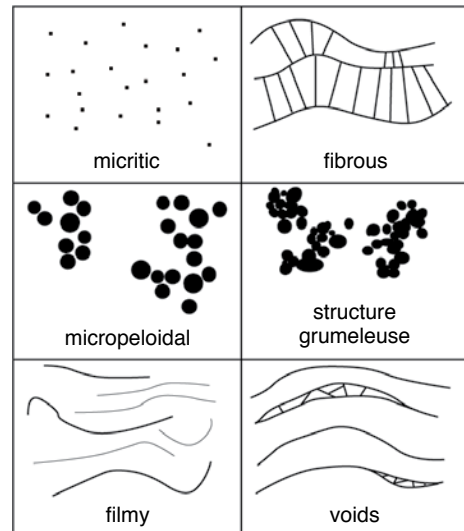 micritic
fibrous
micropeloidal
structure
grumeleuse
filmy
voids